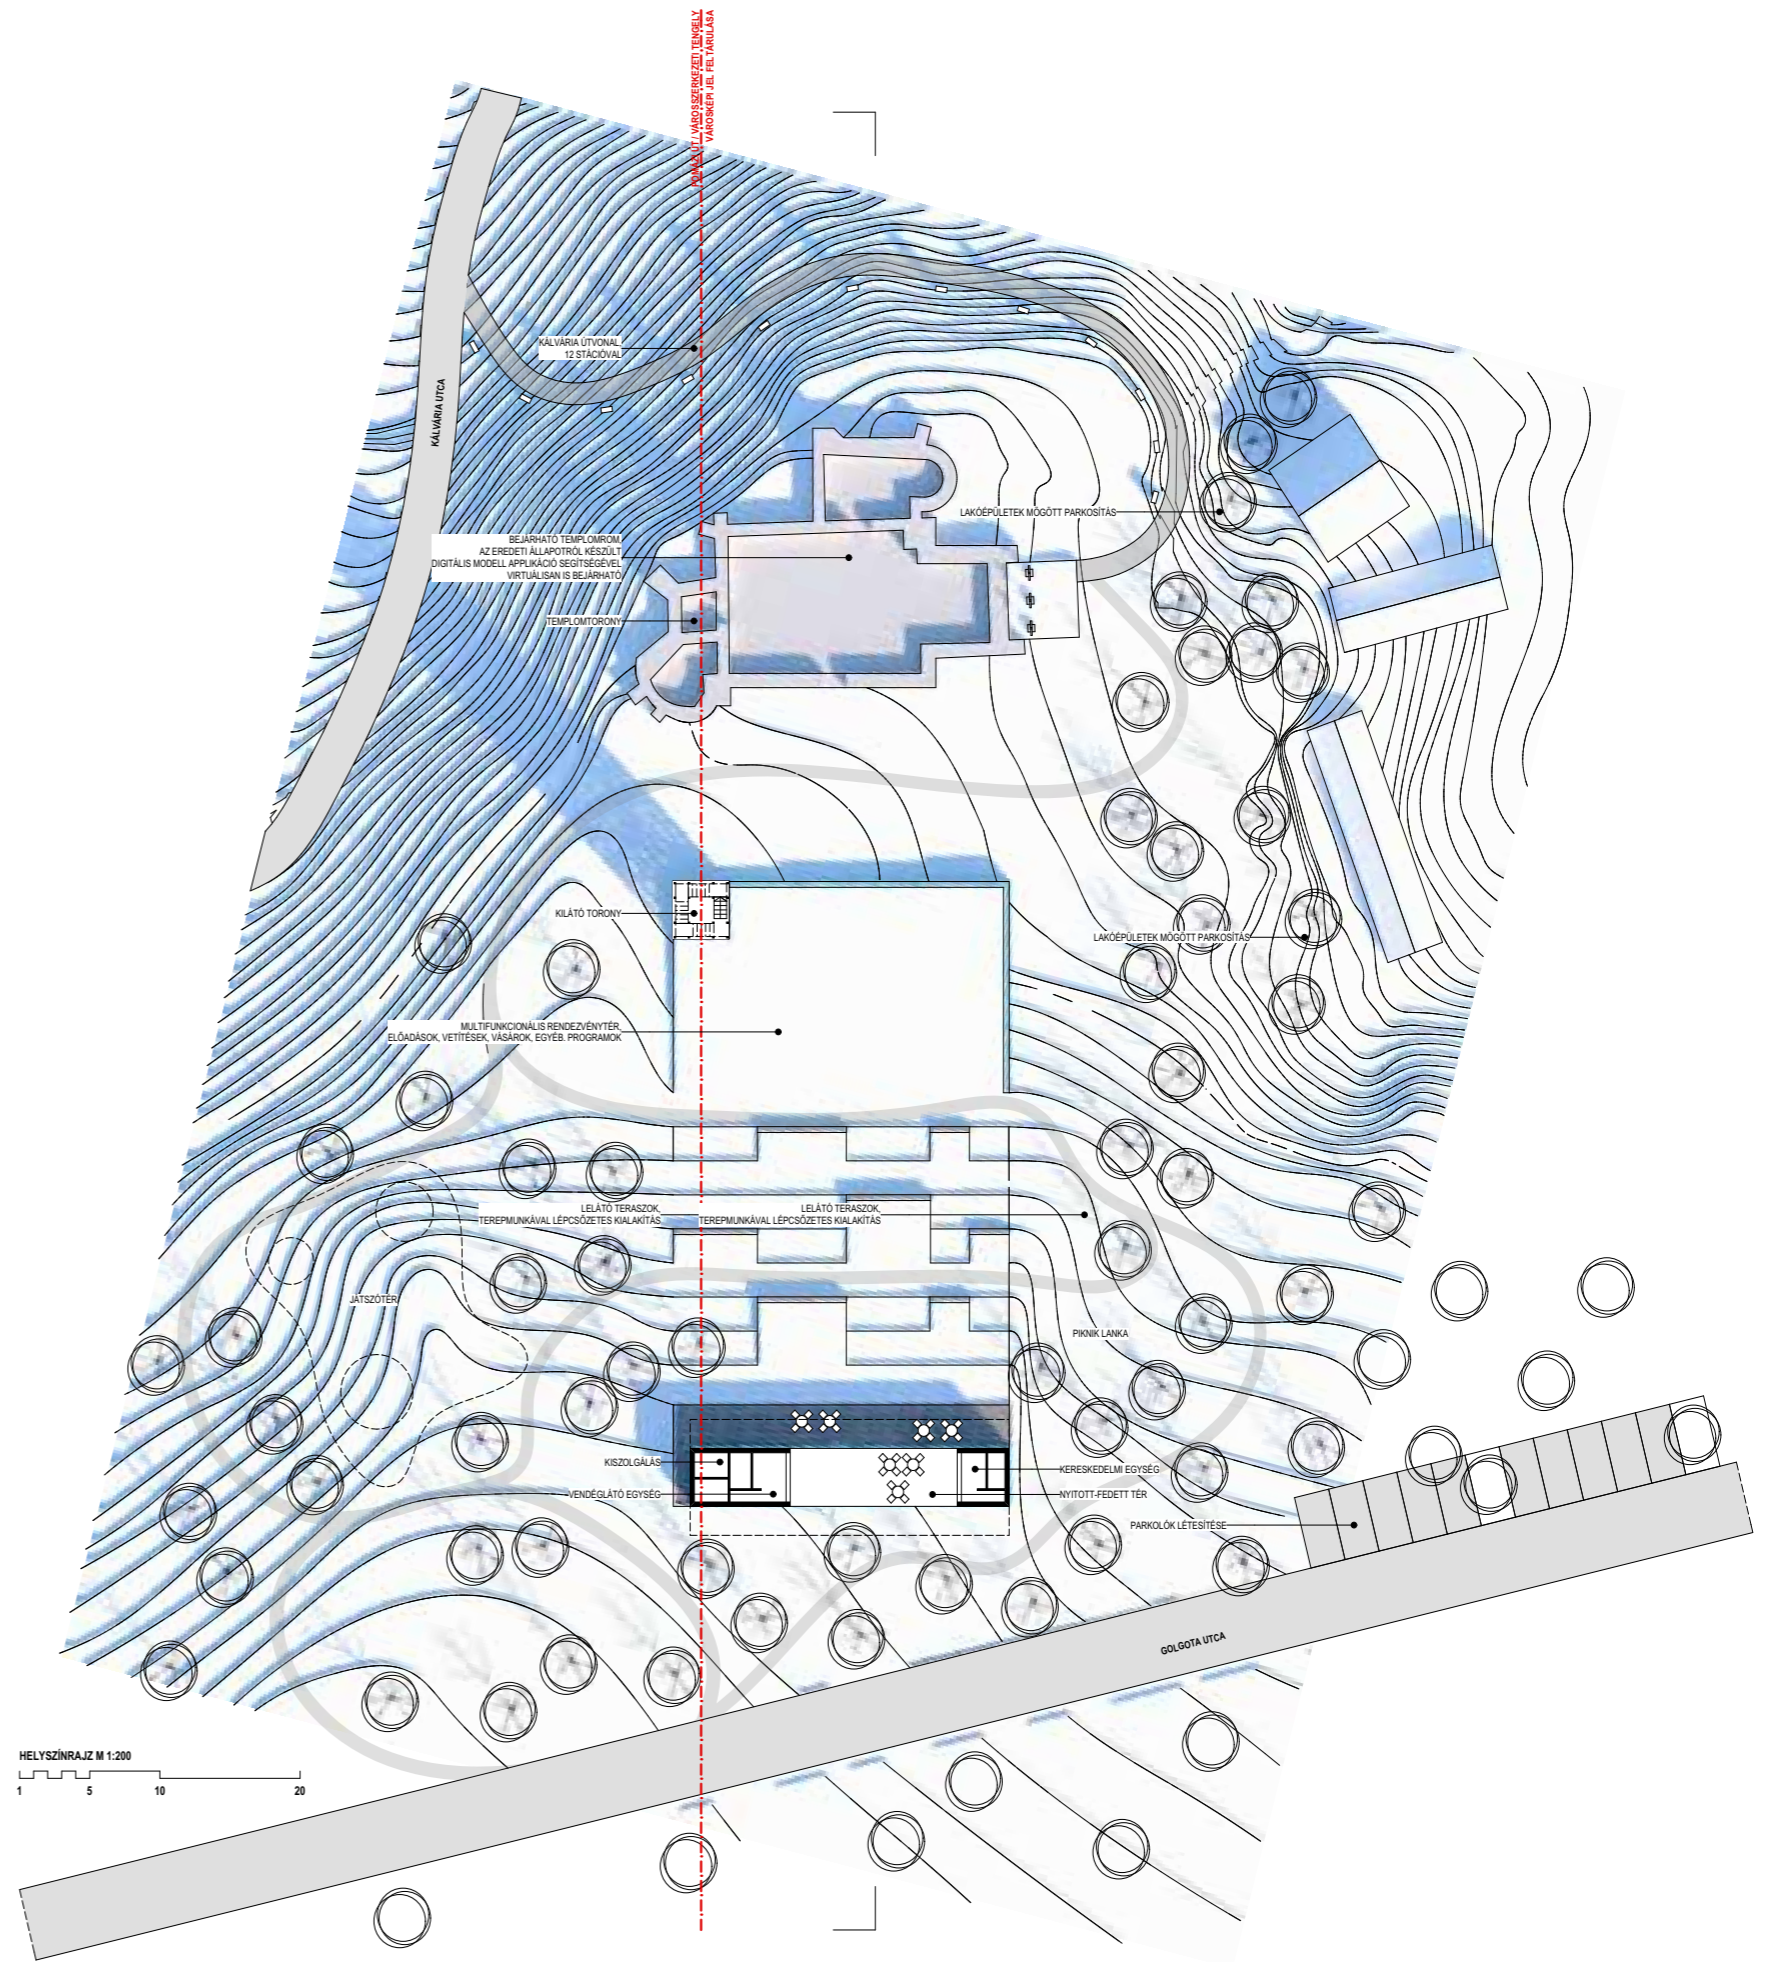 POMÁZI ÚT / VÁROSSZERKEZETI TENGELY
VÁROSKÉPI JEL FELTÁRULÁSA
KÁLVÁRIA ÚTVONAL,
12 STÁCIÓVAL
KÁLVÁRIA UTCA
LAKÓÉPÜLETEK MÖGÖTT PARKOSÍTÁS
BEJÁRHATÓ TEMPLOMROM,
AZ EREDETI ÁLLAPOTRÓL KÉSZÜLT
DIGITÁLIS MODELL APPLIKÁCIÓ SEGÍTSÉGÉVEL
VIRTUÁLISAN IS BEJÁRHATÓ
TEMPLOMTORONY
KILÁTÓ TORONY
LAKÓÉPÜLETEK MÖGÖTT PARKOSÍTÁS
MULTIFUNKCIONÁLIS RENDEZVÉNYTÉR,
ELŐADÁSOK, VETÍTÉSEK, VÁSÁROK, EGYÉB. PROGRAMOK
LELÁTÓ TERASZOK,
TEREPMUNKÁVAL LÉPCSŐZETES KIALAKÍTÁS
LELÁTÓ TERASZOK,
TEREPMUNKÁVAL LÉPCSŐZETES KIALAKÍTÁS
JÁTSZÓTÉR
PIKNIK LANKA
KISZOLGÁLÁS
KERESKEDELMI EGYSÉG
VENDÉGLÁTÓ EGYSÉG
NYITOTT-FEDETT TÉR
PARKOLÓK LÉTESÍTÉSE
GOLGOTA UTCA
HELYSZÍNRAJZ M 1:200
1 5 10 20